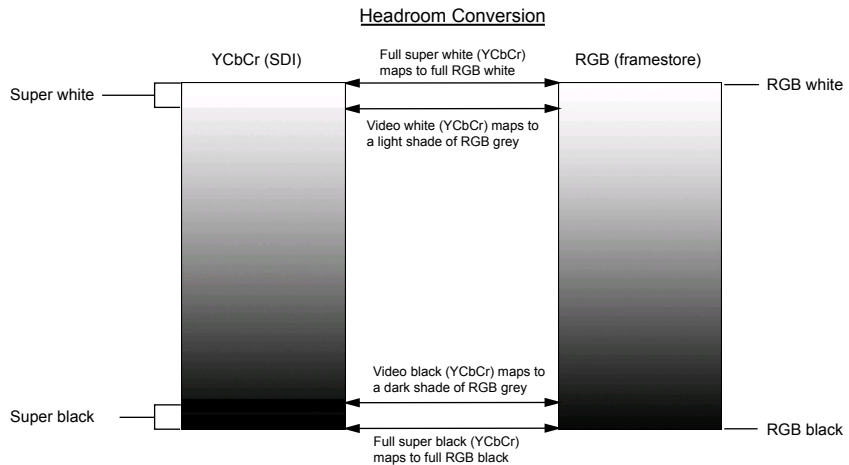 Headroom Conversion
YCbCr (SDI)
Full super white (YCbCr)
maps to full RGB white
RGB (framestore)
Super white
RGB white
Video white (YCbCr) maps to
a light shade of RGB grey
Video black (YCbCr) maps to
a dark shade of RGB grey
Super black
RGB black
Full super black (YCbCr)
maps to full RGB black